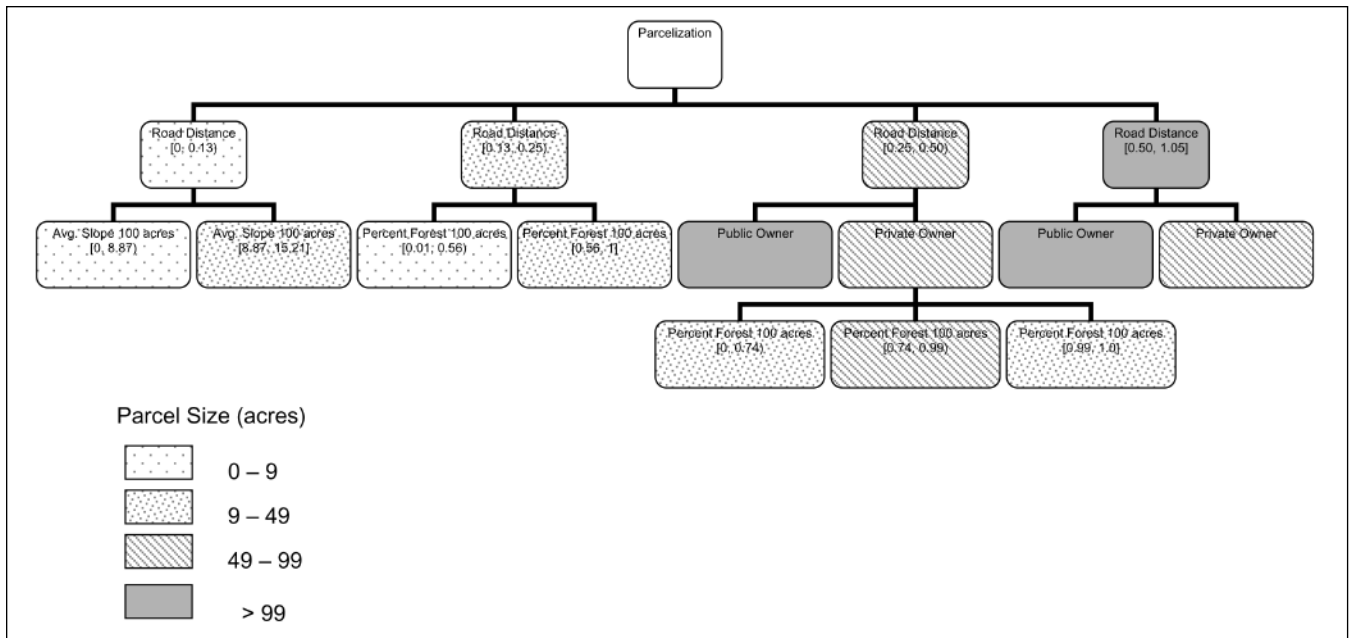 Parcelization
Road Distance
[0, 0.13)
Road Distance
[0.13, 0.25)
Road Distance
[0.25, 0.50)
Road Distance
[0.50, 1.05]
Avg. Slope 100 acres
[0, 8.87)
Avg. Slope 100 acres
[8.87, 15.21]
Percent Forest 100 acres
[0.01, 0.56)
Percent Forest 100 acres
[0.56, 1]
Public Owner
Private Owner
Public Owner
Private Owner
Percent Forest 100 acres
[0, 0.74)
Percent Forest 100 acres
[0.74, 0.99)
Percent Forest 100 acres
[0.99, 1.0]
Parcel Size (acres)
0 – 9
9 – 49
49 – 99
> 99